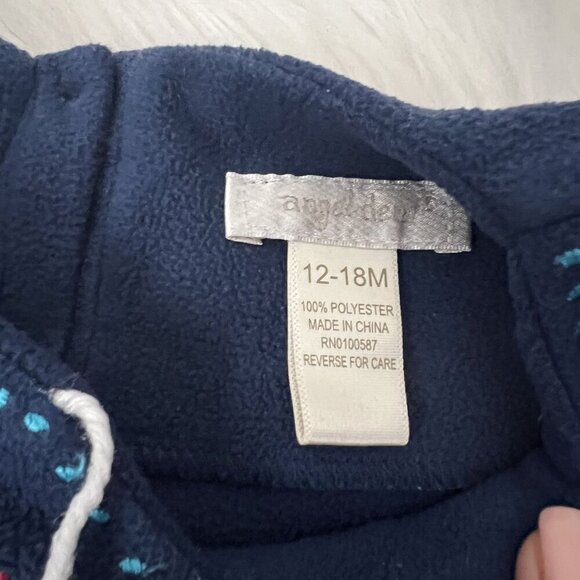 angel dear
12-18M
100% POLYESTER
MADE IN CHINA
RN0100587
REVERSE FOR CARE